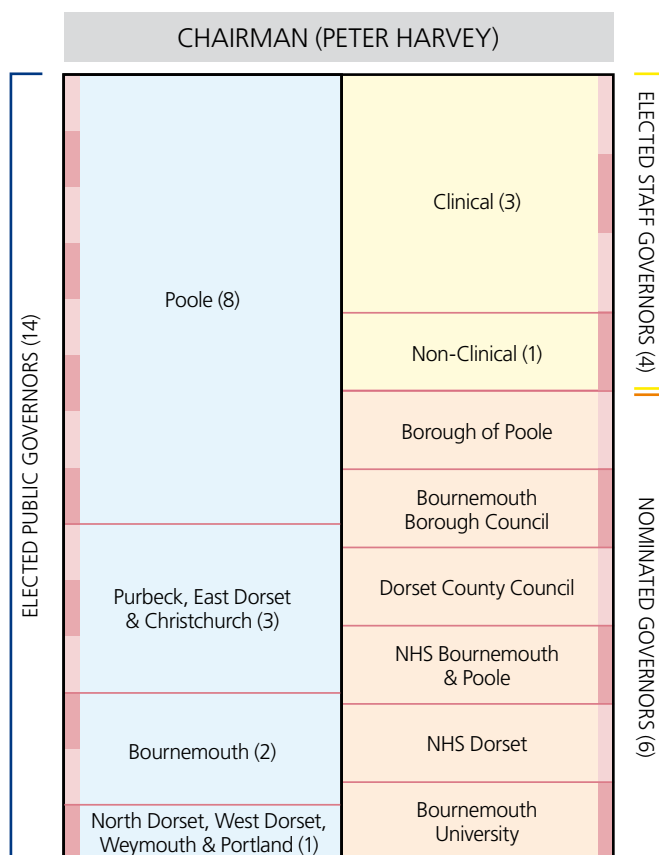 CHAIRMAN (PETER HARVEY)
ELECTED PUBLIC GOVERNORS (14)
Poole (8)
Purbeck, East Dorset
& Christchurch (3)
Bournemouth (2)
North Dorset, West Dorset,
Weymouth & Portland (1)
Clinical (3)
Non-Clinical (1)
Borough of Poole
Bournemouth
Borough Council
Dorset County Council
NHS Bournemouth
& Poole
NHS Dorset
Bournemouth
University
ELECTED STAFF GOVERNORS (4)
NOMINATED GOVERNORS (6)